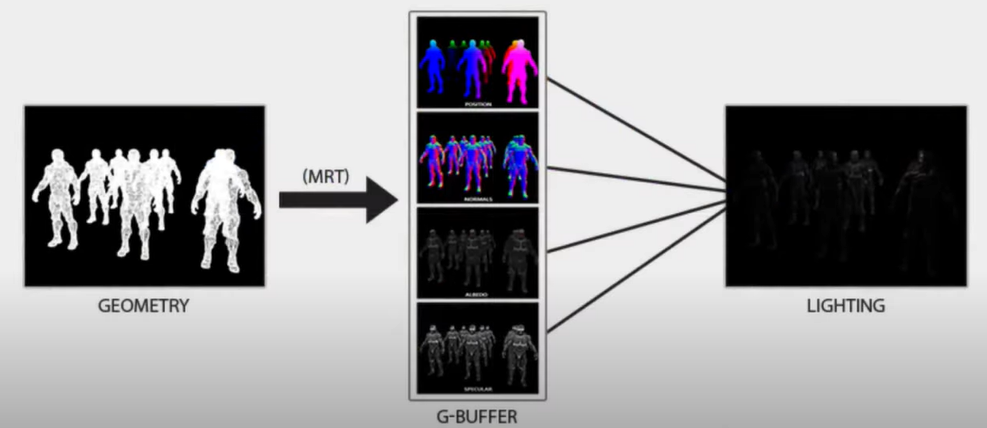 GEOMETRY
(MRT)
POSITION
NORMALS
ALBEDO
SPECULAR
G-BUFFER
LIGHTING